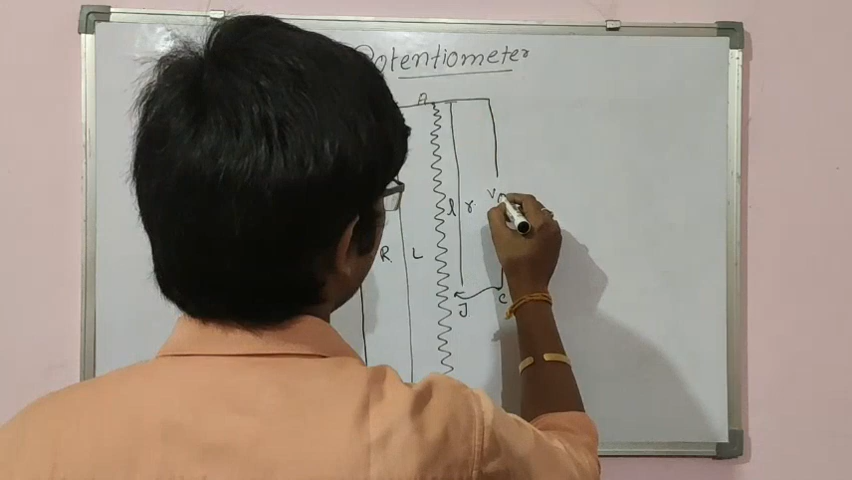 Potentiometer
A
V
l r
R L
J C